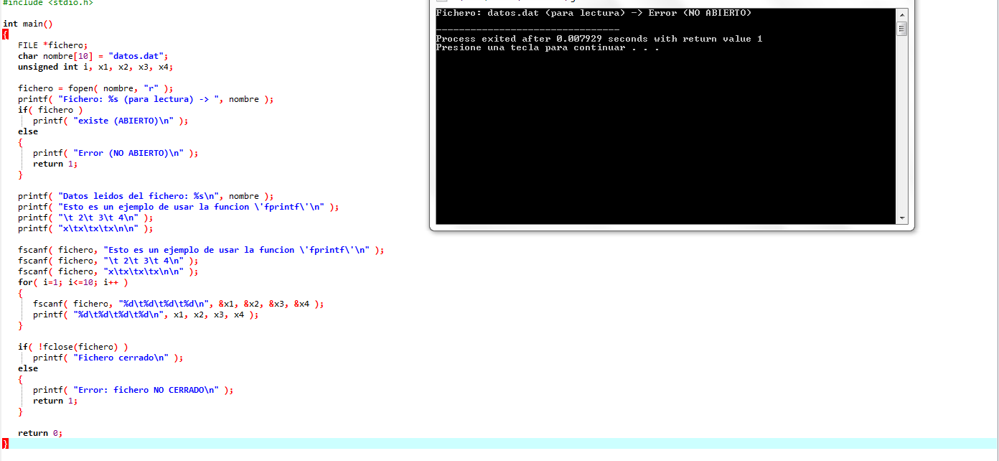 #include <stdio.h>
int main()
{
FILE *fichero;
char nombre[10] = "datos.dat";
unsigned int i, x1, x2, x3, x4;
fichero = fopen( nombre, "r" );
printf( "Fichero: %s (para lectura) -> ", nombre );
if( fichero )
printf( "existe (ABIERTO)\n" );
else
{
printf( "Error (NO ABIERTO)\n" );
return 1;
}
printf( "Datos leidos del fichero: %s\n", nombre );
printf( "Esto es un ejemplo de usar la funcion \'fprintf\'\n" );
printf( "\t 2\t 3\t 4\n" );
printf( "x\tx\tx\tx\n\n" );
fscanf( fichero, "Esto es un ejemplo de usar la funcion \'fprintf\'\n" );
fscanf( fichero, "\t 2\t 3\t 4\n" );
fscanf( fichero, "x\tx\tx\tx\n\n" );
for( i=1; i<=10; i++ )
{
fscanf( fichero, "%d\t%d\t%d\t%d\n", &x1, &x2, &x3, &x4 );
printf( "%d\t%d\t%d\t%d\n", x1, x2, x3, x4 );
}
if( !fclose(fichero) )
printf( "Fichero cerrado\n" );
else
{
printf( "Error: fichero NO CERRADO\n" );
return 1;
}
return 0;
}
Fichero: datos.dat (para lectura) -> Error (NO ABIERTO)
--------------------------------
Process exited after 0.007929 seconds with return value 1
Presione una tecla para continuar . . .